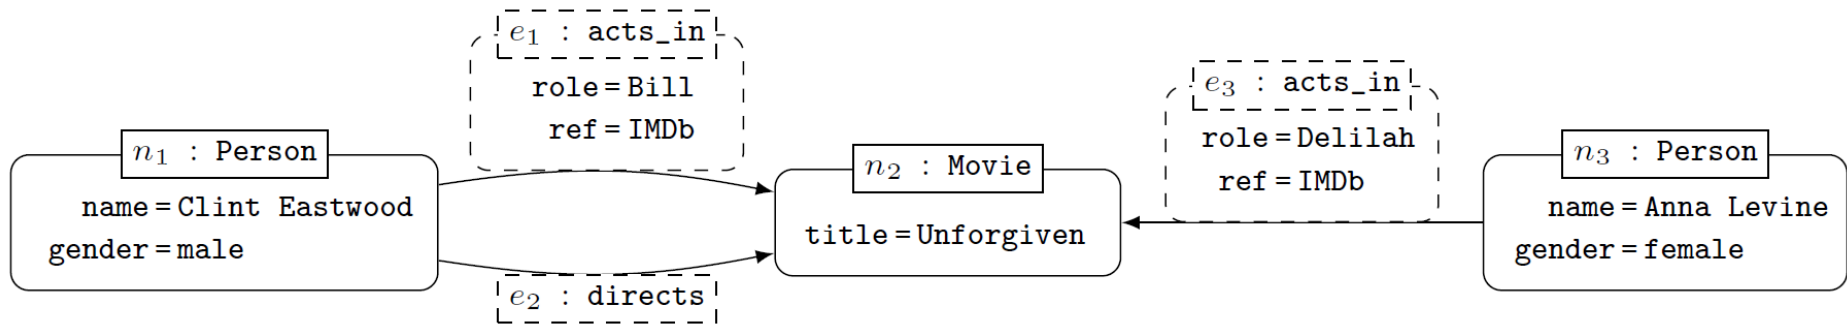 n1 : Person
name = Clint Eastwood
gender = male
e1 : acts_in
role = Bill
ref = IMDb
e2 : directs
n2 : Movie
title = Unforgiven
e3 : acts_in
role = Delilah
ref = IMDb
n3 : Person
name = Anna Levine
gender = female